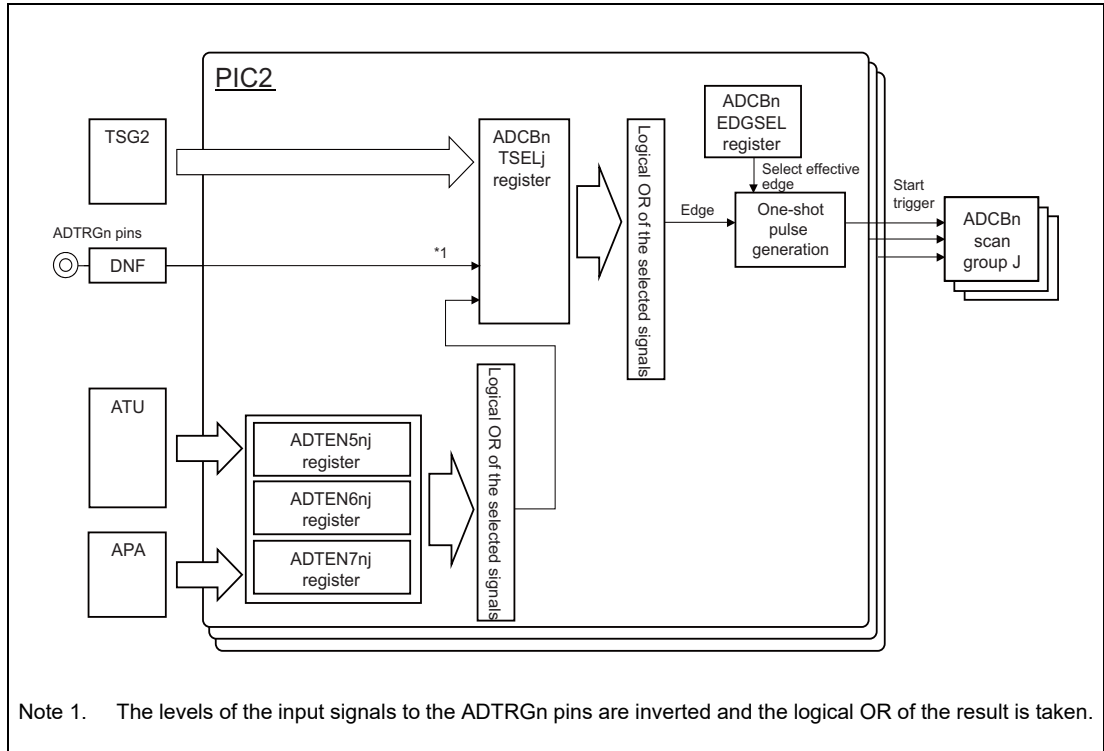 PIC2
TSG2
ADTRGn pins
DNF
*1
ADCBn
TSELj
register
Logical OR of the selected signals
Edge
ADCBn
EDGSEL
register
Select effective
edge
One-shot
pulse
generation
Start
trigger
ADCBn
scan
group J
ATU
APA
ADTEN5nj
register
ADTEN6nj
register
ADTEN7nj
register
Logical OR of the selected signals
Note 1. The levels of the input signals to the ADTRGn pins are inverted and the logical OR of the result is taken.